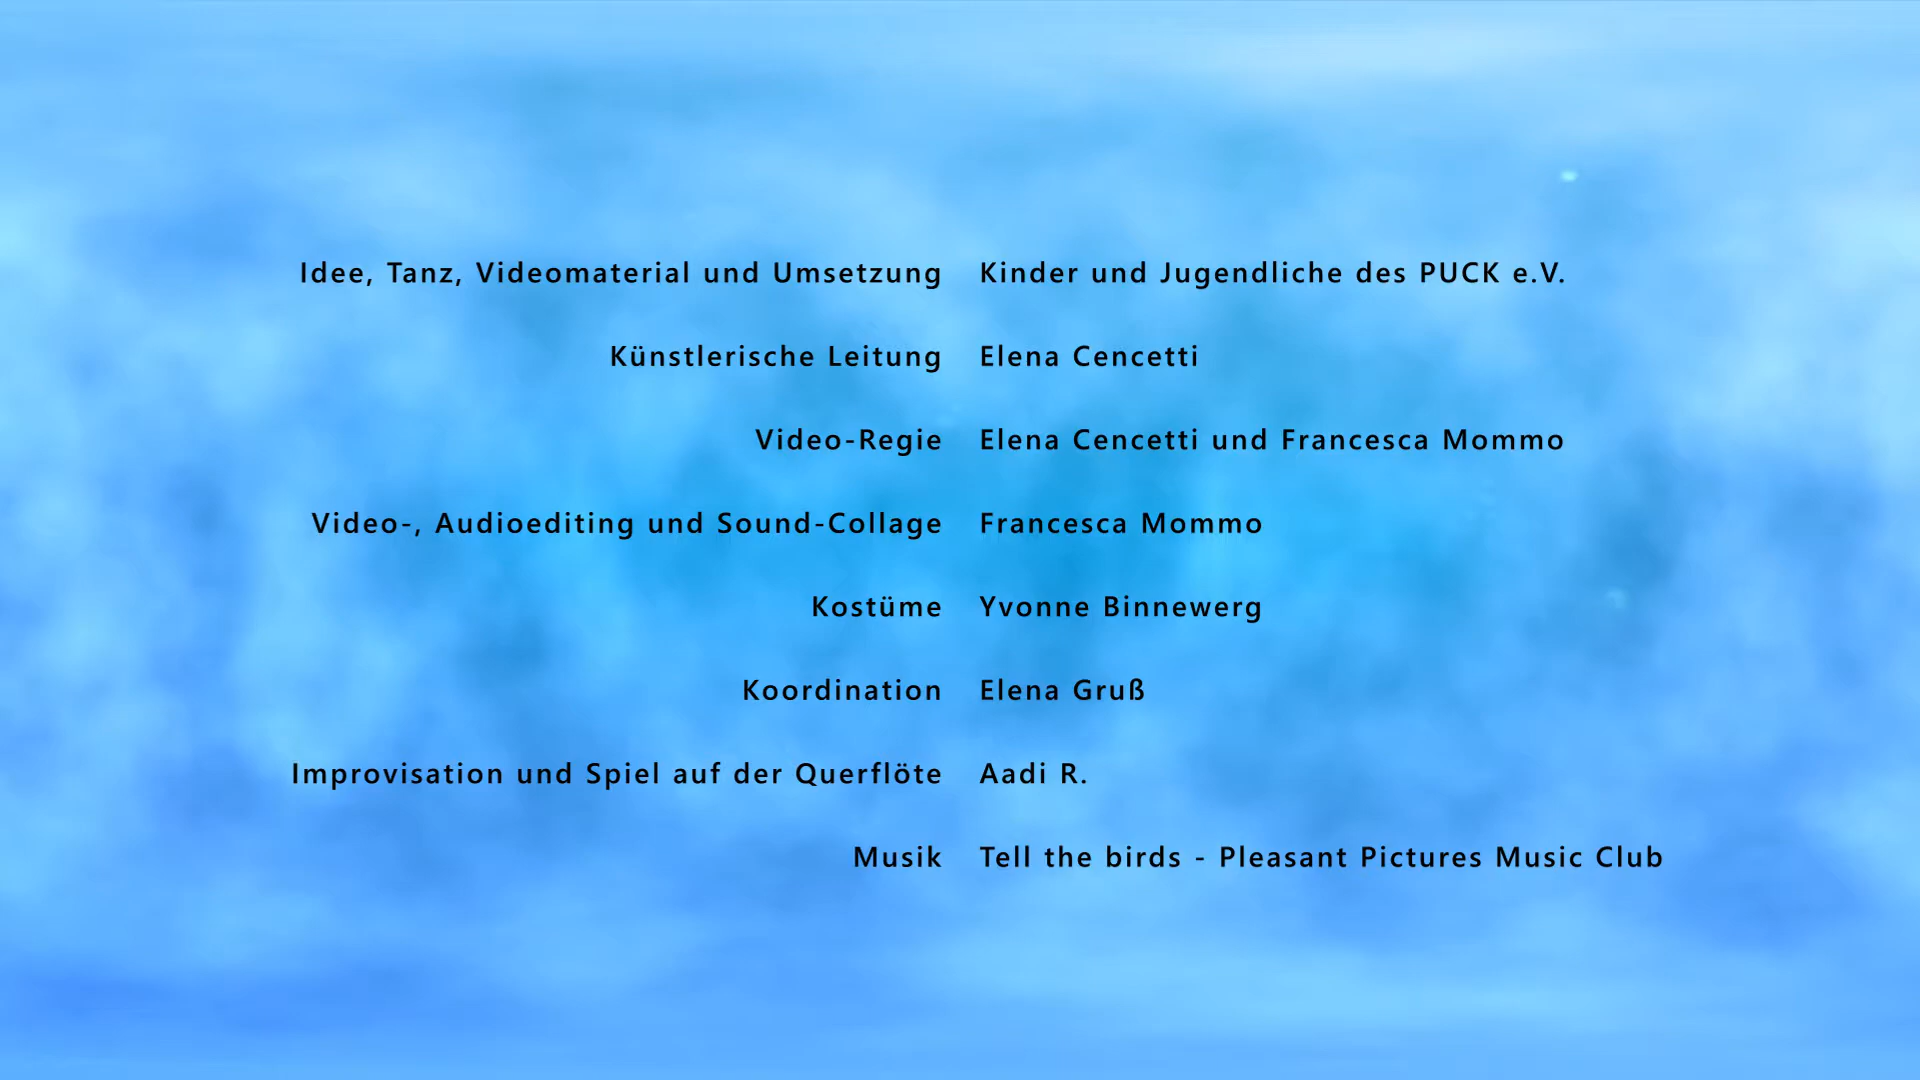 Idee, Tanz, Videomaterial und Umsetzung Kinder und Jugendliche des PUCK e.V.
Künstlerische Leitung Elena Cencetti
Video-Regie Elena Cencetti und Francesca Mommo
Video-, Audioediting und Sound-Collage Francesca Mommo
Kostüme Yvonne Binnewerg
Koordination Elena Gruß
Improvisation und Spiel auf der Querflöte Aadi R.
Musik Tell the birds - Pleasant Pictures Music Club